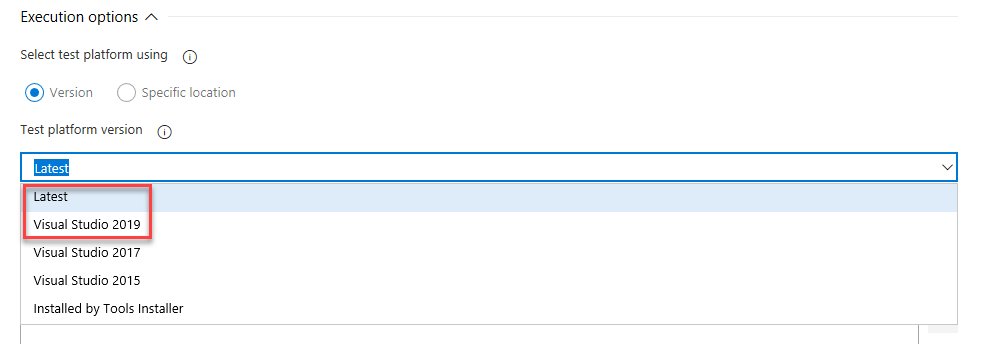 Execution options
Select test platform using
Version Specific location
Test platform version
Latest
Latest
Visual Studio 2019
Visual Studio 2017
Visual Studio 2015
Installed by Tools Installer